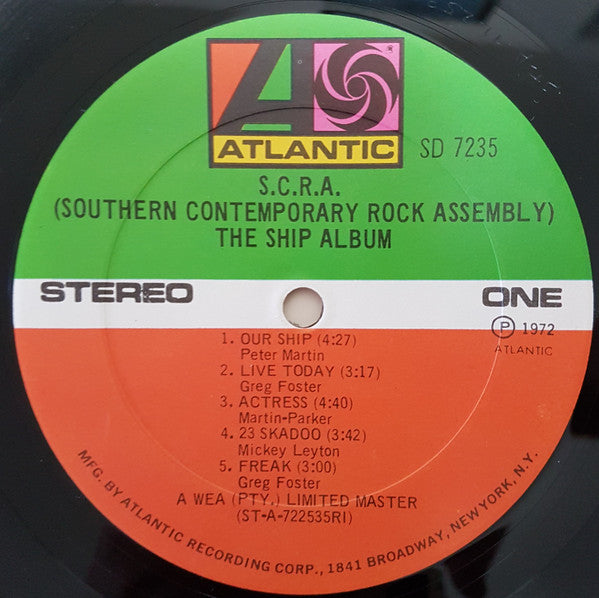 ATLANTIC
®
SD 7235
S.C.R.A.
(SOUTHERN CONTEMPORARY ROCK ASSEMBLY)
THE SHIP ALBUM
STEREO
ONE
Ⓟ 1972
ATLANTIC
1. OUR SHIP (4:27)
Peter Martin
2. LIVE TODAY (3:17)
Greg Foster
3. ACTRESS (4:40)
Martin-Parker
4. 23 SKADOO (3:42)
Mickey Leyton
5. FREAK (3:00)
Greg Foster
A WEA (PTY.) LIMITED MASTER
(ST-A-722535RI)
MFG. BY ATLANTIC RECORDING CORP., 1841 BROADWAY, NEW YORK, N.Y.